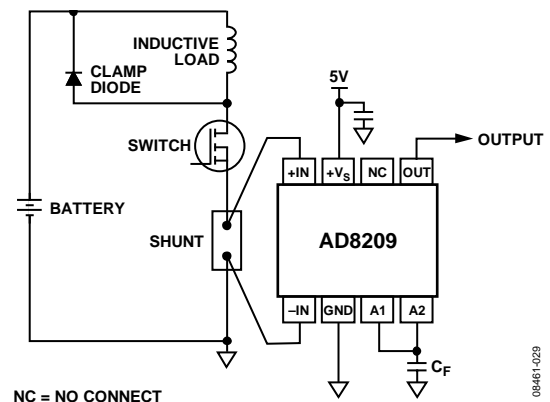 INDUCTIVE
LOAD
CLAMP
DIODE
5V
OUTPUT
SWITCH
+IN
+VS
NC
OUT
BATTERY
SHUNT
AD8209
–IN
GND
A1
A2
CF
NC = NO CONNECT
08461-029